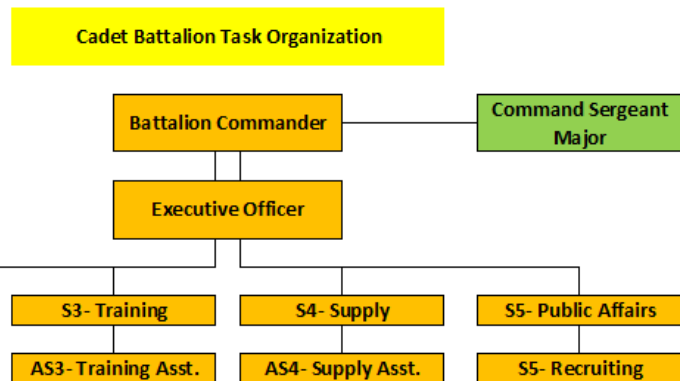 Cadet Battalion Task Organization
Battalion Commander
Command Sergeant
Major
Executive Officer
S3- Training
S4- Supply
S5- Public Affairs
AS3- Training Asst.
AS4- Supply Asst.
S5- Recruiting